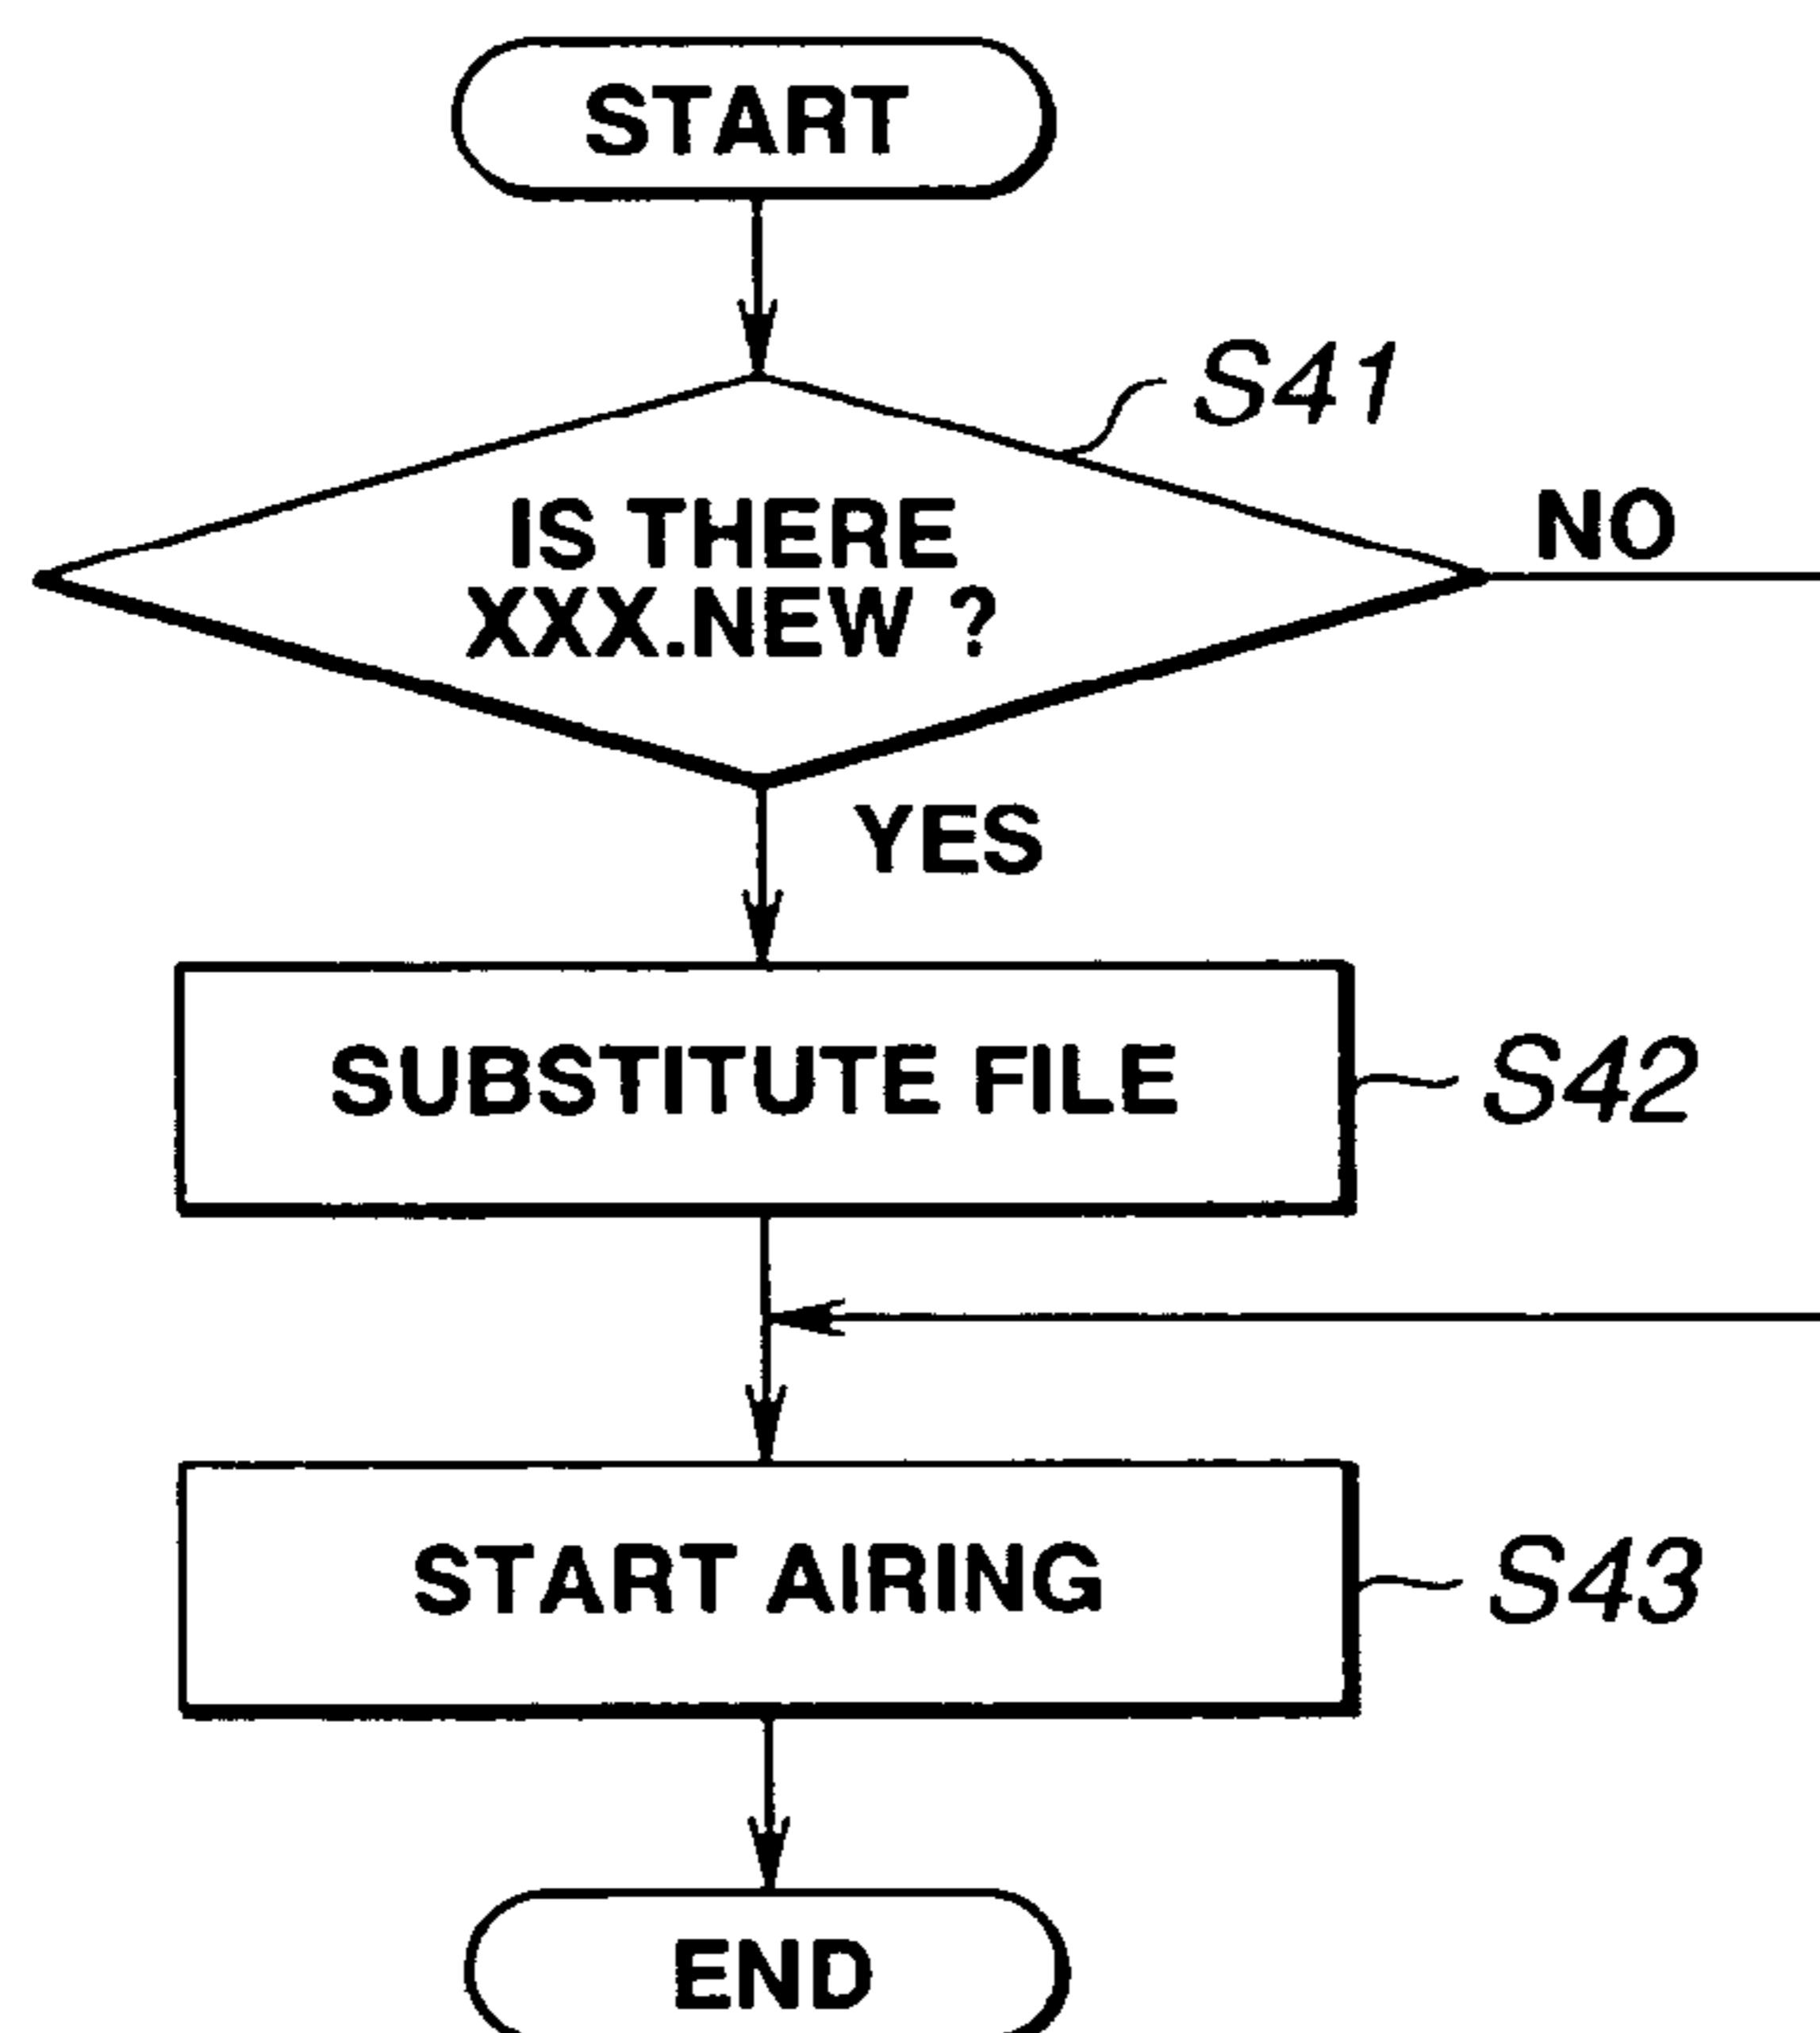 START
S41
IS THERE
XXX.NEW ?
NO
YES
SUBSTITUTE FILE
S42
START AIRING
S43
END